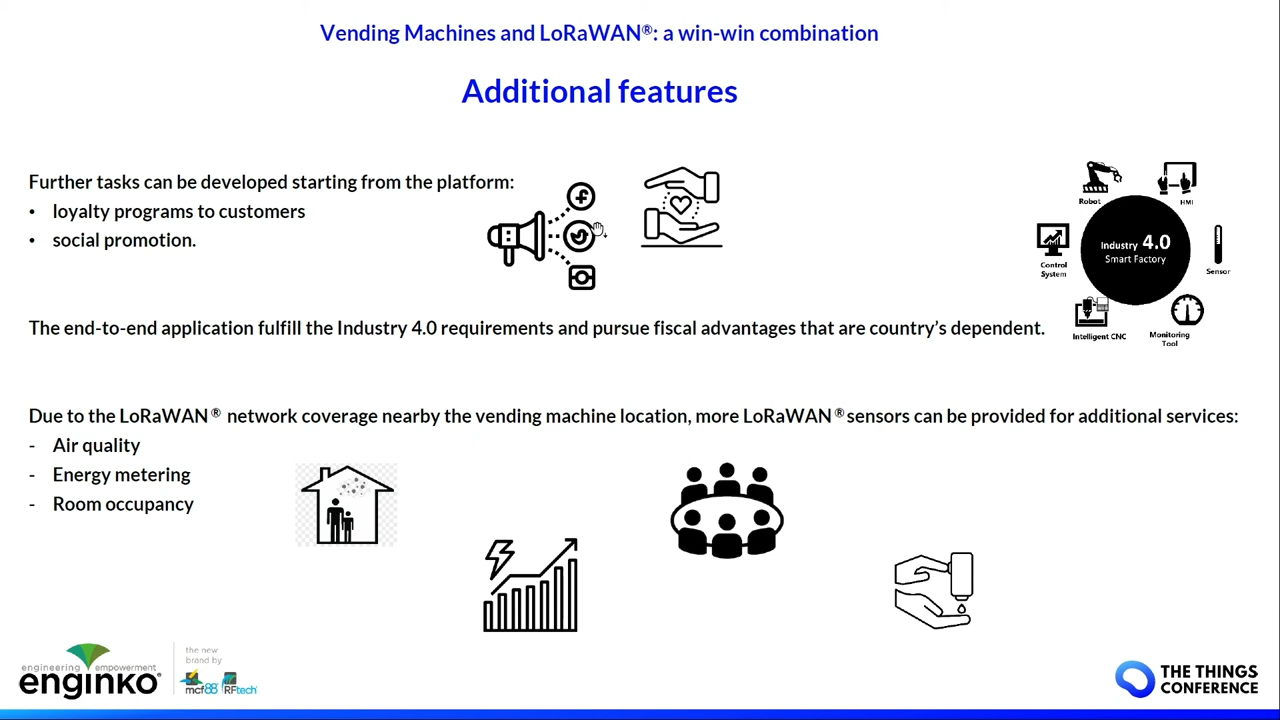 Vending Machines and LoRaWAN®: a win-win combination
Additional features
Further tasks can be developed starting from the platform:
• loyalty programs to customers
• social promotion.
Robot
HMI
Industry 4.0
Smart Factory
Control
System
Sensor
Intelligent CNC
Monitoring
Tool
The end-to-end application fulfill the Industry 4.0 requirements and pursue fiscal advantages that are country's dependent.
Due to the LoRaWAN® network coverage nearby the vending machine location, more LoRaWAN® sensors can be provided for additional services:
- Air quality
- Energy metering
- Room occupancy
engineering empowerment
enginko®
the new
brand by
mcf88 RFtech
THE THINGS
CONFERENCE